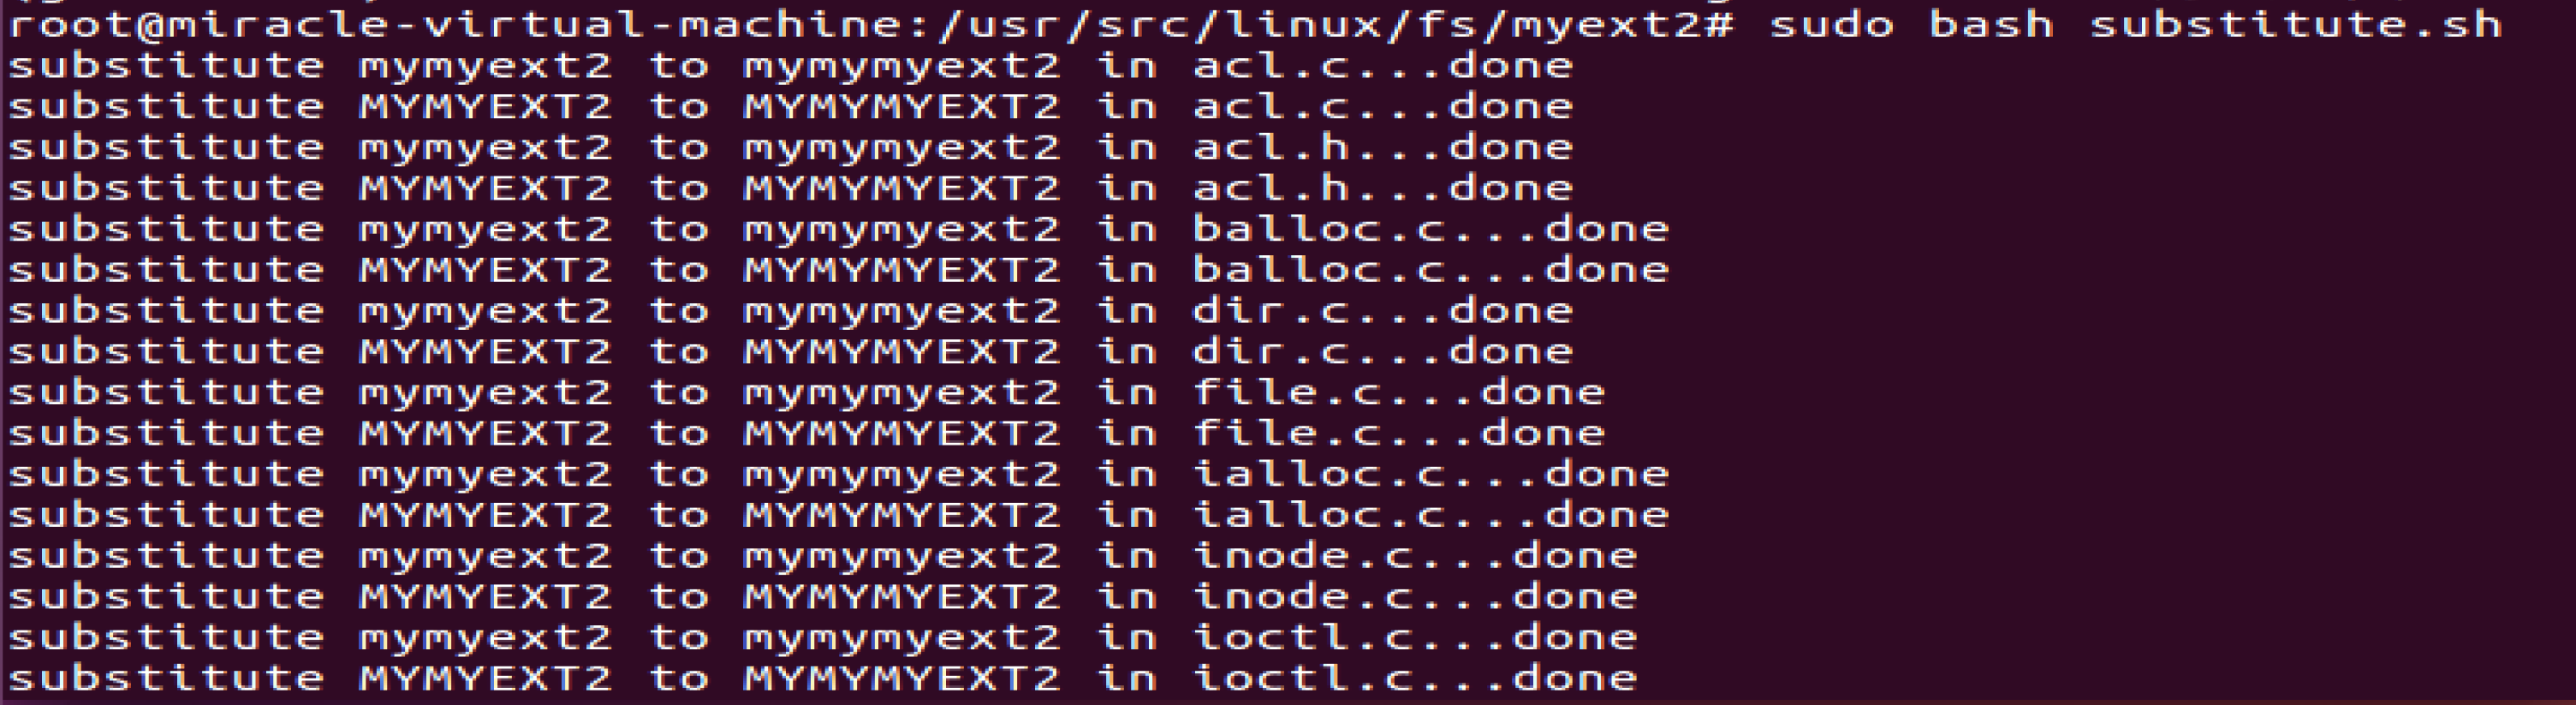 root@miracle-virtual-machine:/usr/src/linux/fs/myext2# sudo bash substitute.sh
substitute mymyext2 to mymymyext2 in acl.c...done
substitute MYMYEXT2 to MYMYMYEXT2 in acl.c...done
substitute mymyext2 to mymymyext2 in acl.h...done
substitute MYMYEXT2 to MYMYMYEXT2 in acl.h...done
substitute mymyext2 to mymymyext2 in balloc.c...done
substitute MYMYEXT2 to MYMYMYEXT2 in balloc.c...done
substitute mymyext2 to mymymyext2 in dir.c...done
substitute MYMYEXT2 to MYMYMYEXT2 in dir.c...done
substitute mymyext2 to mymymyext2 in file.c...done
substitute MYMYEXT2 to MYMYMYEXT2 in file.c...done
substitute mymyext2 to mymymyext2 in ialloc.c...done
substitute MYMYEXT2 to MYMYMYEXT2 in ialloc.c...done
substitute mymyext2 to mymymyext2 in inode.c...done
substitute MYMYEXT2 to MYMYMYEXT2 in inode.c...done
substitute mymyext2 to mymymyext2 in ioctl.c...done
substitute MYMYEXT2 to MYMYMYEXT2 in ioctl.c...done